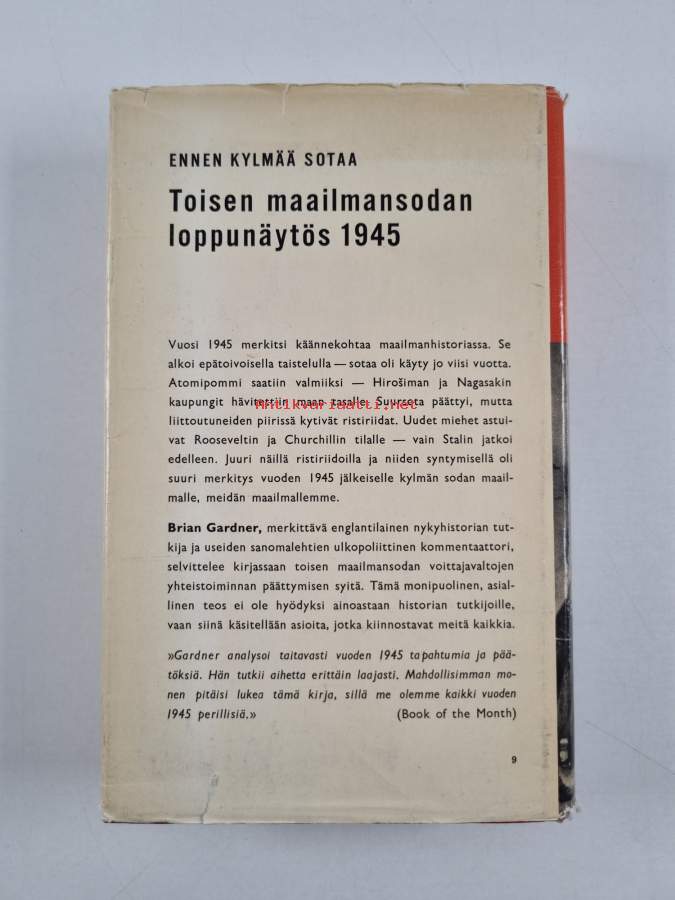 ENNEN KYLMÄÄ SOTAA
Toisen maailmansodan
loppunäytös 1945
Vuosi 1945 merkitsi käännekohtaa maailmanhistoriassa. Se
alkoi epätoivoisella taistelulla — sotaa oli käyty jo viisi vuotta.
Atomipommi saatiin valmiiksi — Hirošiman ja Nagasakin
kaupungit hävitettiin maan tasalle. Suursota päättyi, mutta
Antikvariaatti.net
liittoutuneiden piirissä kytivät ristiriidat. Uudet miehet astui-
vat Rooseveltin ja Churchillin tilalle — vain Stalin jatkoi
edelleen. Juuri näillä ristiriidoilla ja niiden syntymisellä oli
suuri merkitys vuoden 1945 jälkeiselle kylmän sodan maail-
malle, meidän maailmallemme.
Brian Gardner, merkittävä englantilainen nykyhistorian tut-
kija ja useiden sanomalehtien ulkopoliittinen kommentaattori,
selvittelee kirjassaan toisen maailmansodan voittajavaltojen
yhteistoiminnan päättymisen syitä. Tämä monipuolinen, asial-
linen teos ei ole hyödyksi ainoastaan historian tutkijoille,
vaan siinä käsitellään asioita, jotka kiinnostavat meitä kaikkia.
»Gardner analysoi taitavasti vuoden 1945 tapahtumia ja pää-
töksiä. Hän tutkii aihetta erittäin laajasti. Mahdollisimman mo-
nen pitäisi lukea tämä kirja, sillä me olemme kaikki vuoden
1945 perillisiä.» (Book of the Month)
9